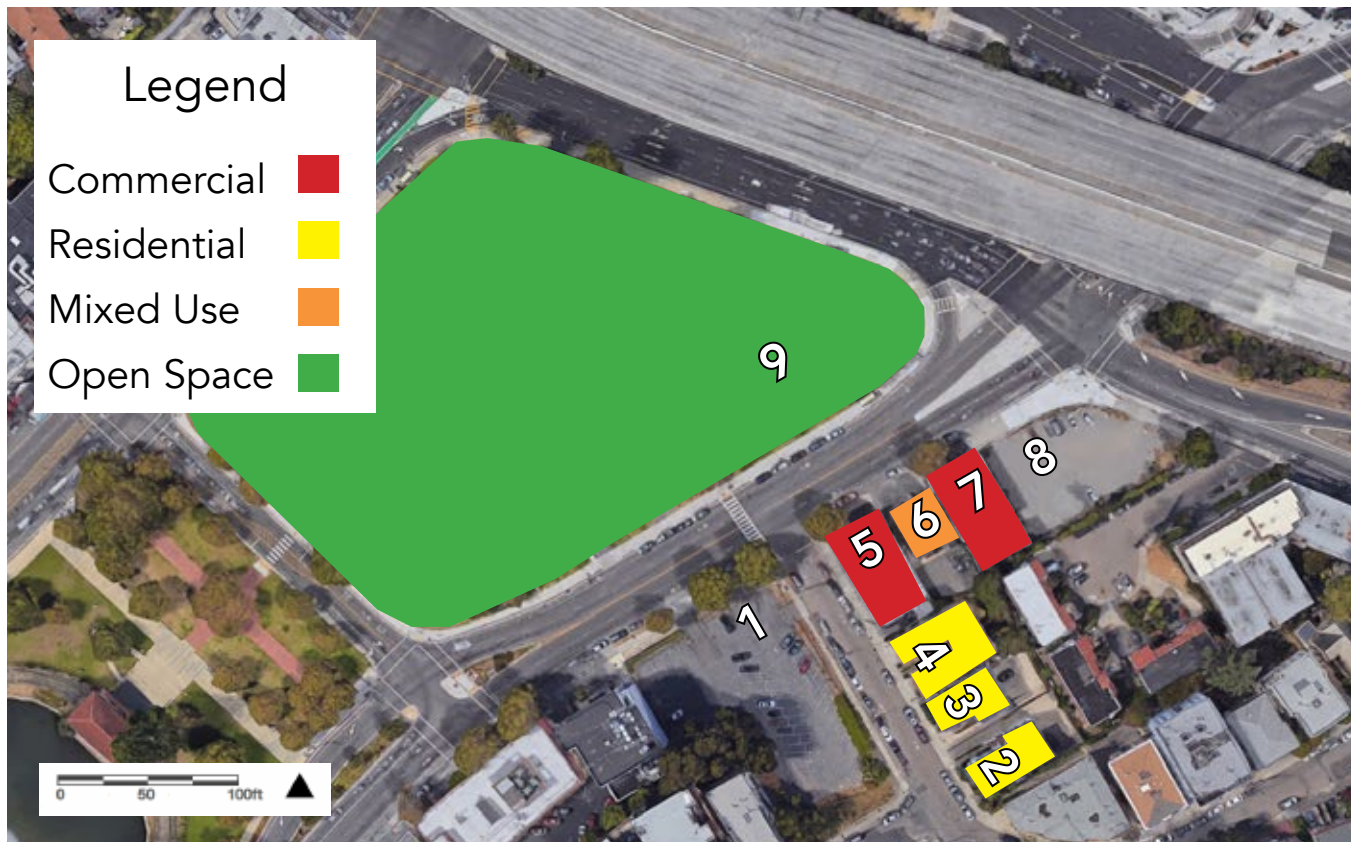 Legend
Commercial
Residential
Mixed Use
Open Space
9
8
7
6
5
1
4
3
2
0 50 100ft